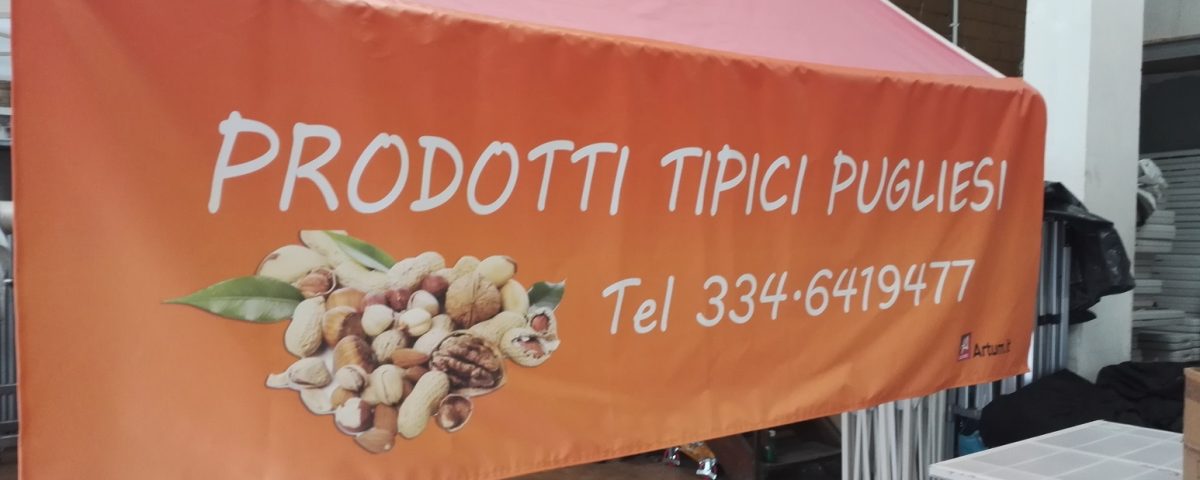 PRODOTTI TIPICI PUGLIESI
Tel 334·6419477
Artum.it